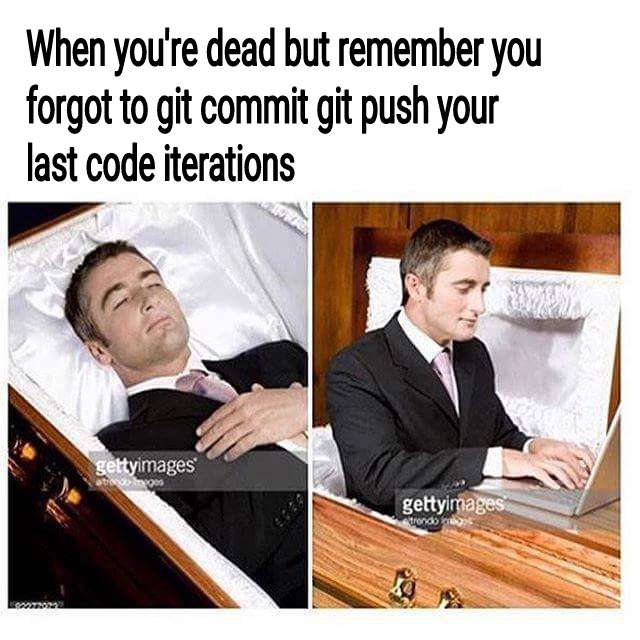 When you're dead but remember you
forgot to git commit git push your
last code iterations
gettyimages
gettyimages